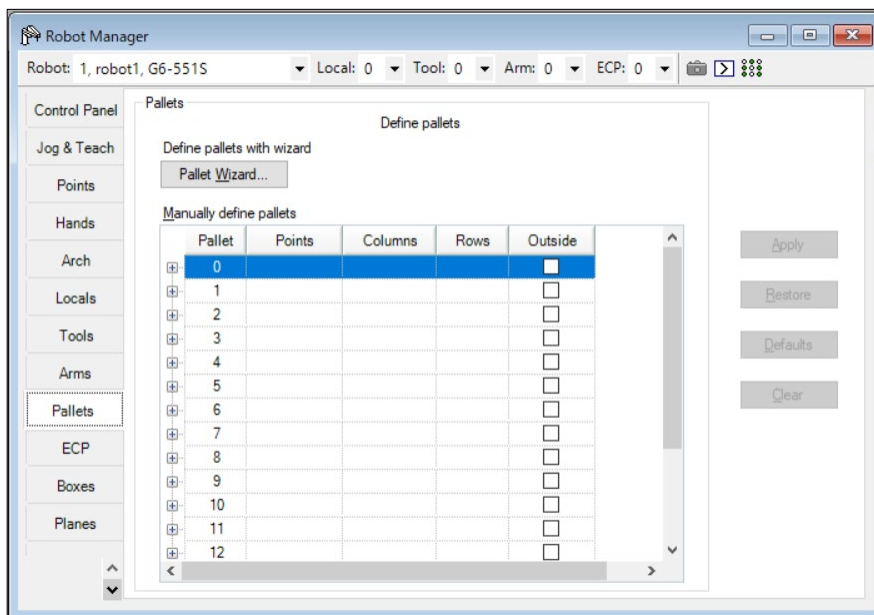 Robot Manager
Robot: 1, robot1, G6-551S Local: 0 Tool: 0 Arm: 0 ECP: 0
Control Panel
Jog & Teach
Points
Hands
Arch
Locals
Tools
Arms
Pallets
ECP
Boxes
Planes
Pallets
Define pallets
Define pallets with wizard
Pallet Wizard...
Manually define pallets
Pallet Points Columns Rows Outside
0
1
2
3
4
5
6
7
8
9
10
11
12
Apply
Restore
Defaults
Clear